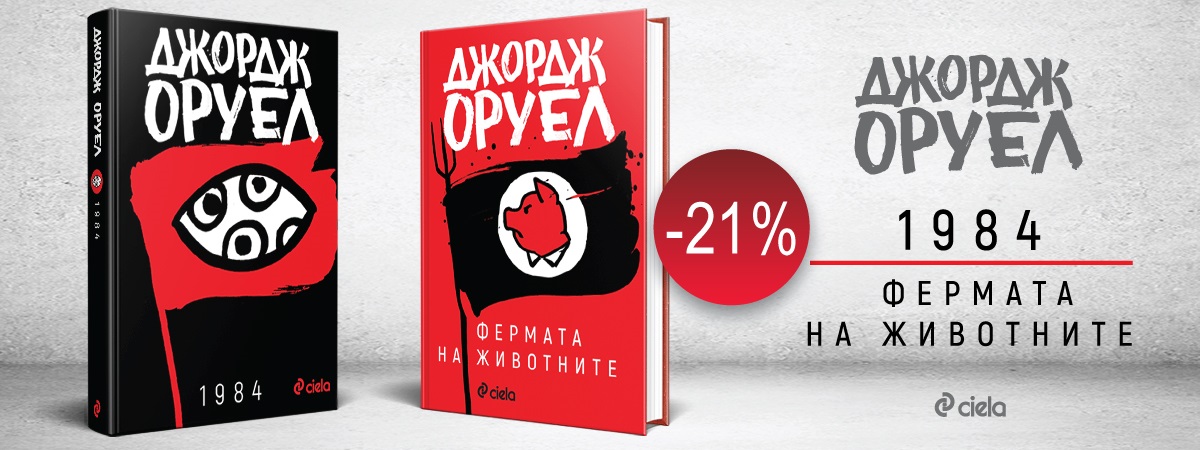 ДЖОРДЖ ОРУЕЛ 1984
ДЖОРДЖ
ОРУЕЛ
1984
ciela
ДЖОРДЖ
ОРУЕЛ
ФЕРМАТА
НА ЖИВОТНИТЕ
ciela
-21%
ДЖОРДЖ
ОРУЕЛ
1984
ФЕРМАТА
НА ЖИВОТНИТЕ
ciela